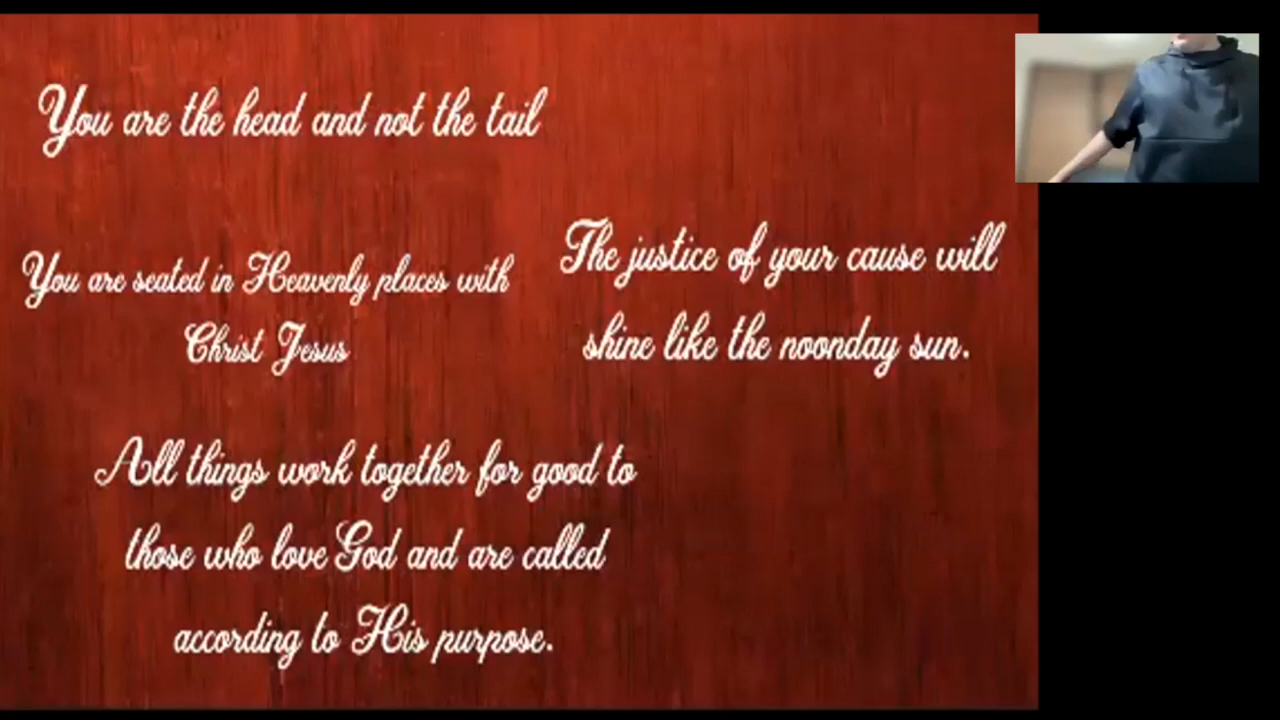 You are the head and not the tail
You are seated in Heavenly places with
Christ Jesus
The justice of your cause will
shine like the noonday sun.
All things work together for good to
those who love God and are called
according to His purpose.